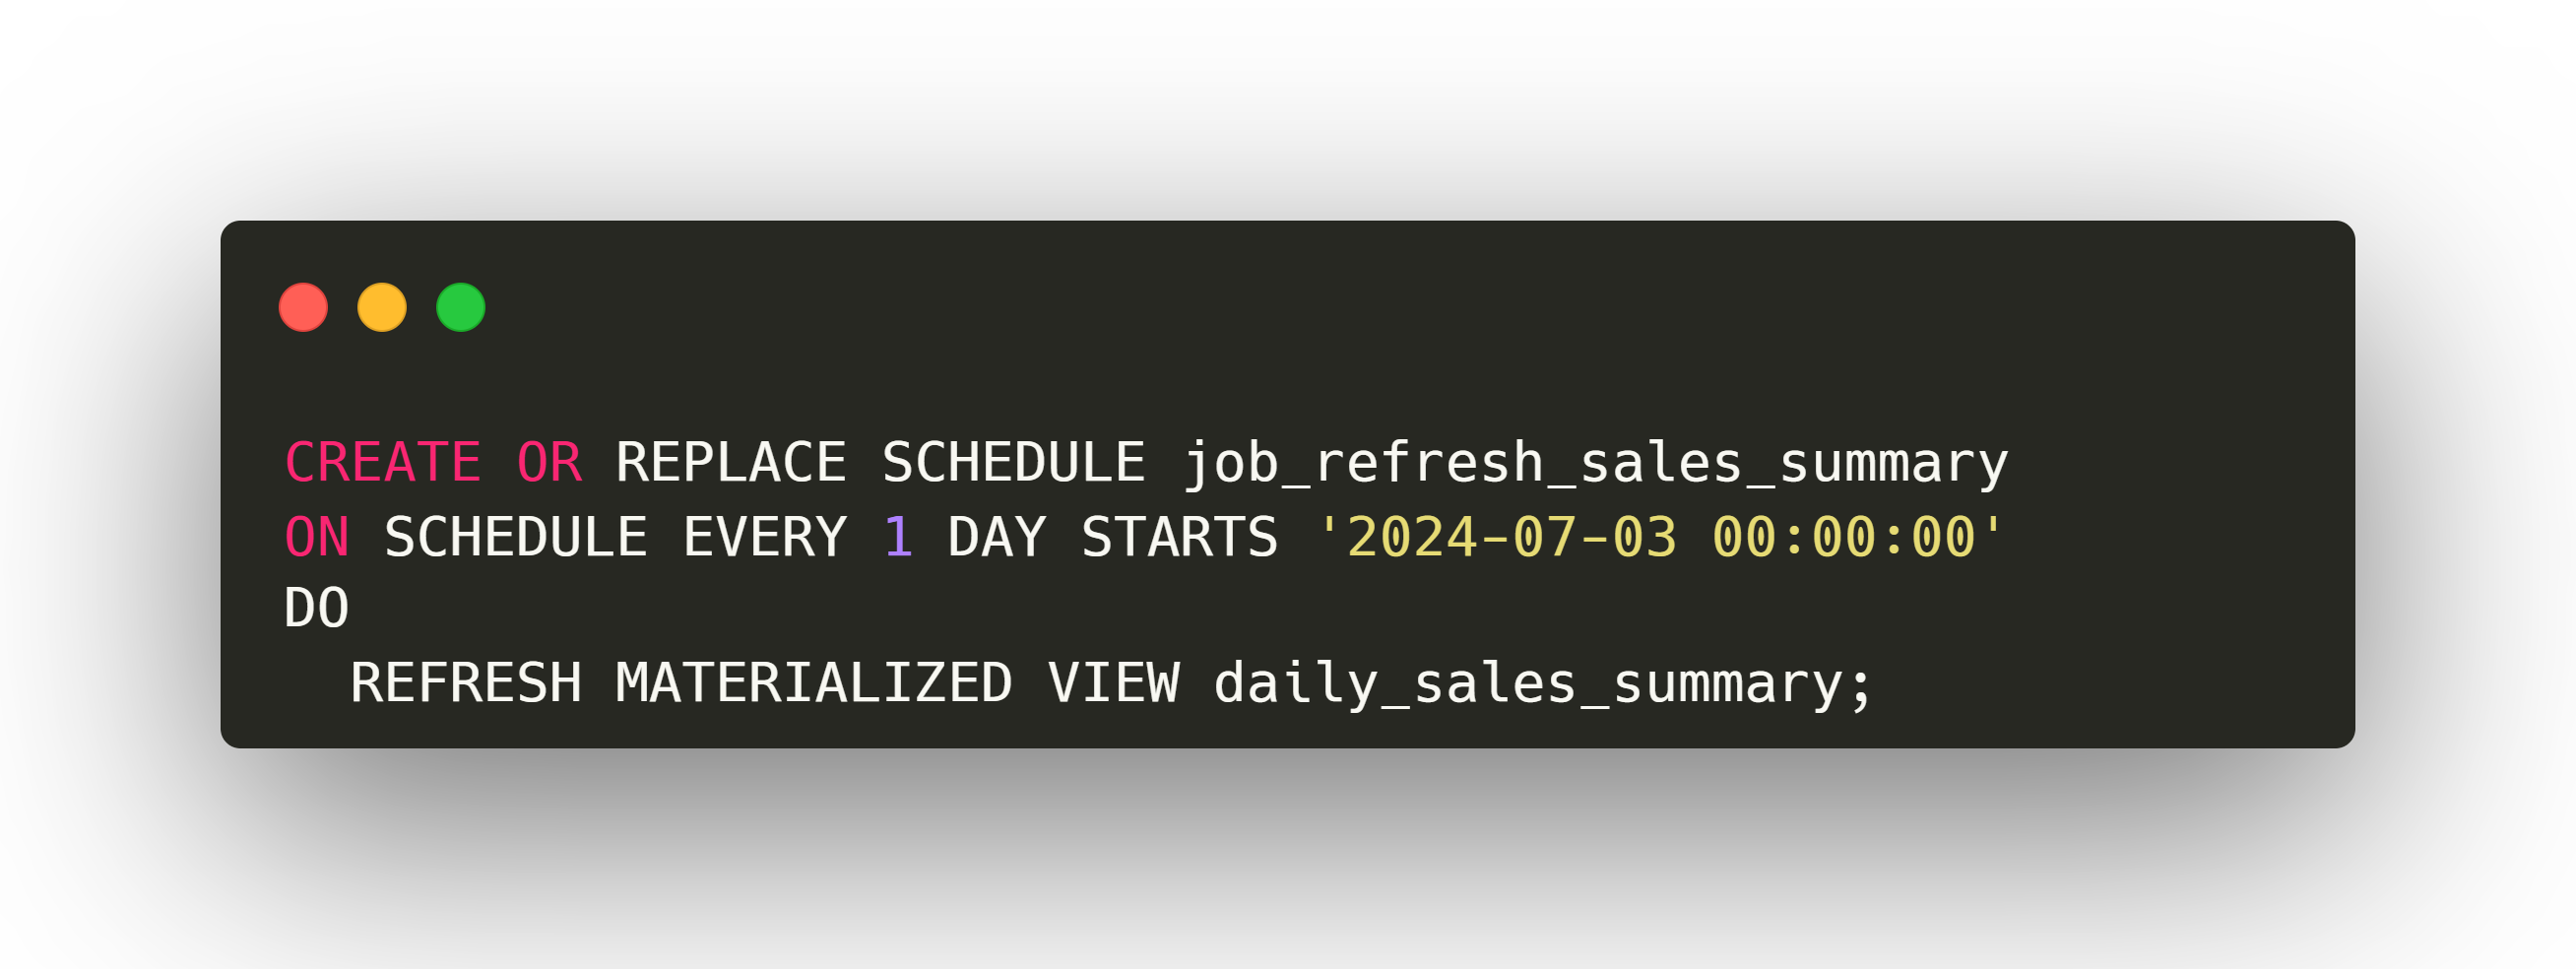 CREATE OR REPLACE SCHEDULE job_refresh_sales_summary
ON SCHEDULE EVERY 1 DAY STARTS '2024-07-03 00:00:00'
DO
  REFRESH MATERIALIZED VIEW daily_sales_summary;